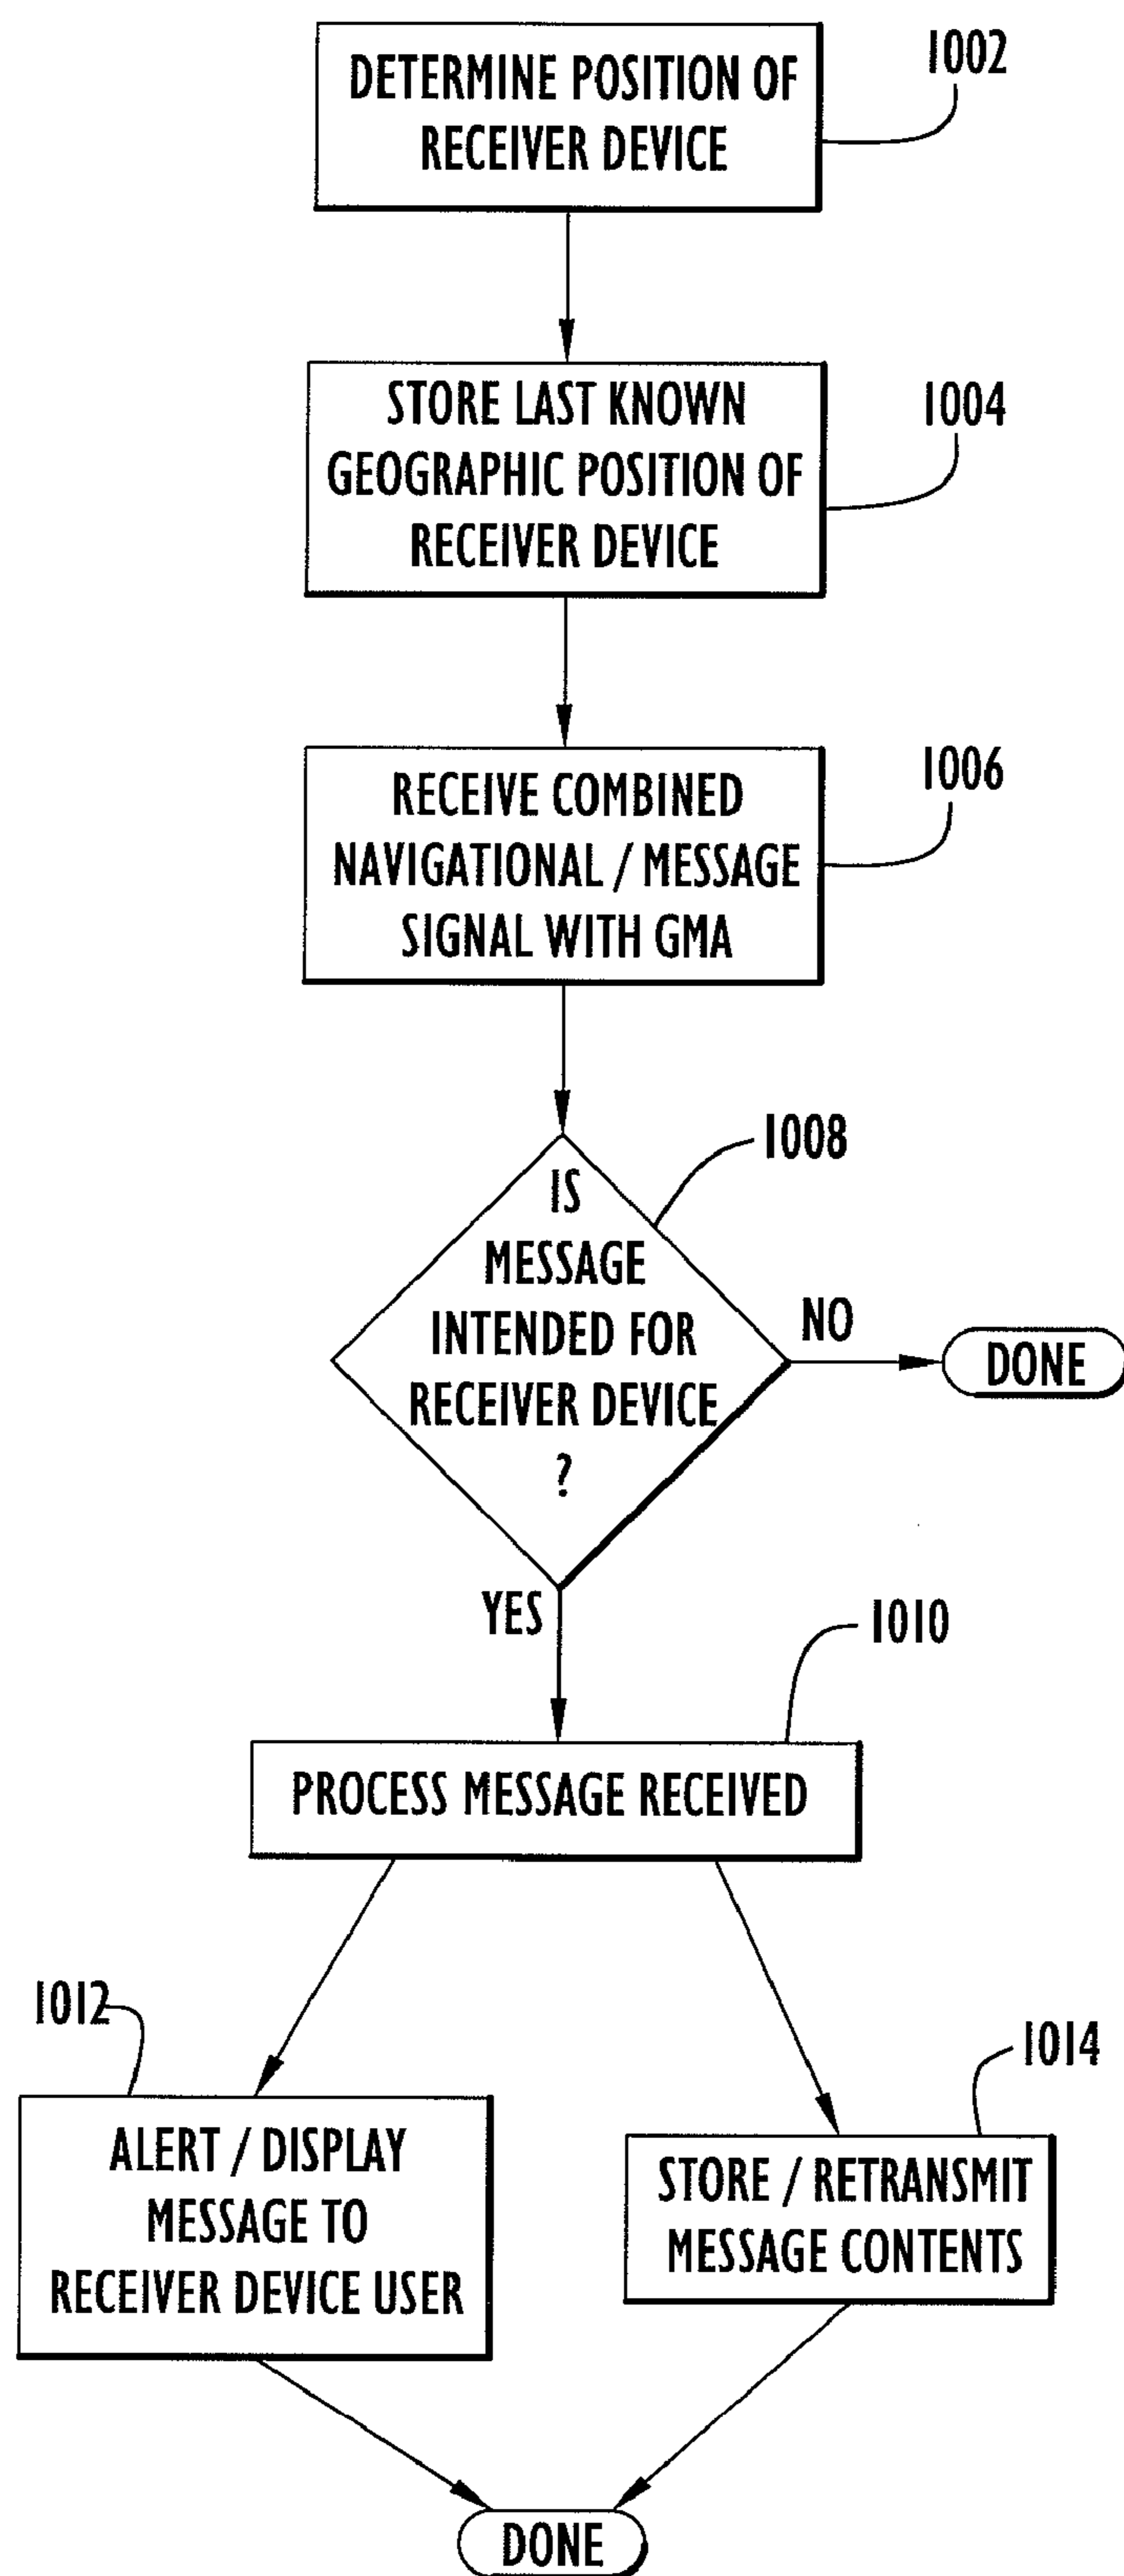 DETERMINE POSITION OF
RECEIVER DEVICE
1002
STORE LAST KNOWN
GEOGRAPHIC POSITION OF
RECEIVER DEVICE
1004
RECEIVE COMBINED
NAVIGATIONAL / MESSAGE
SIGNAL WITH GMA
1006
IS
MESSAGE
INTENDED FOR
RECEIVER DEVICE
?
1008
NO
DONE
YES
1010
PROCESS MESSAGE RECEIVED
1012
ALERT / DISPLAY
MESSAGE TO
RECEIVER DEVICE USER
1014
STORE / RETRANSMIT
MESSAGE CONTENTS
DONE